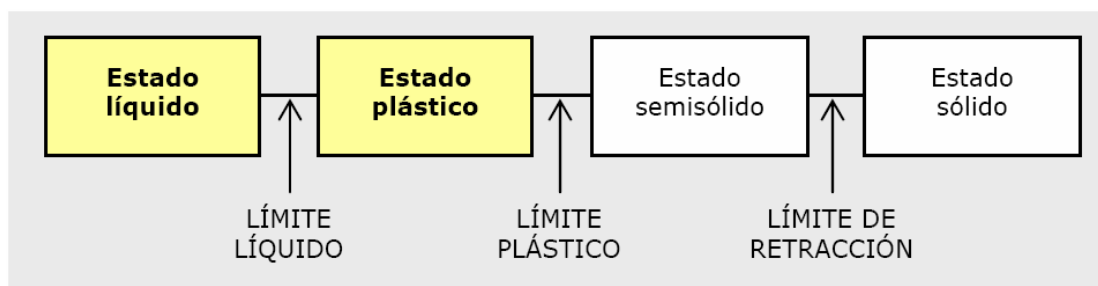 Estado
líquido
Estado
plástico
Estado
semisólido
Estado
sólido
LÍMITE
LÍQUIDO
LÍMITE
PLÁSTICO
LÍMITE DE
RETRACCIÓN